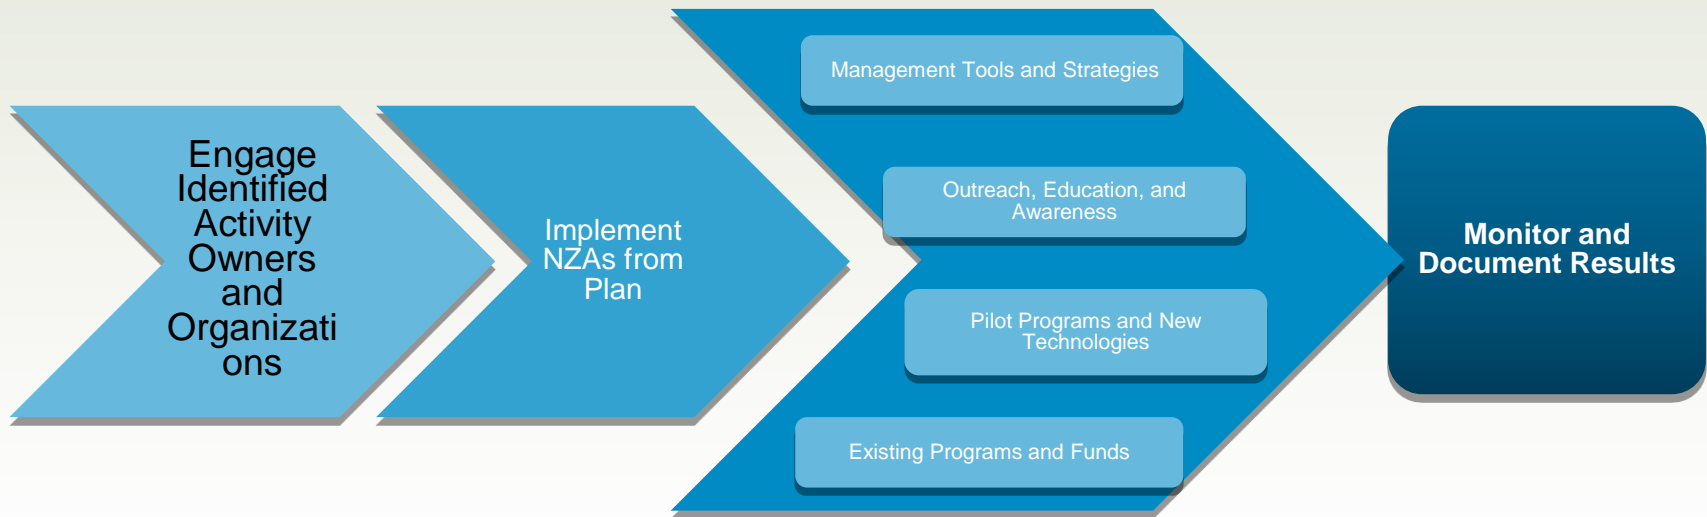 Engage
Identified
Activity
Owners
and
Organizati
ons
Implement
NZAs from
Plan
Management Tools and Strategies
Outreach, Education, and
Awareness
Pilot Programs and New
Technologies
Existing Programs and Funds
Monitor and
Document Results